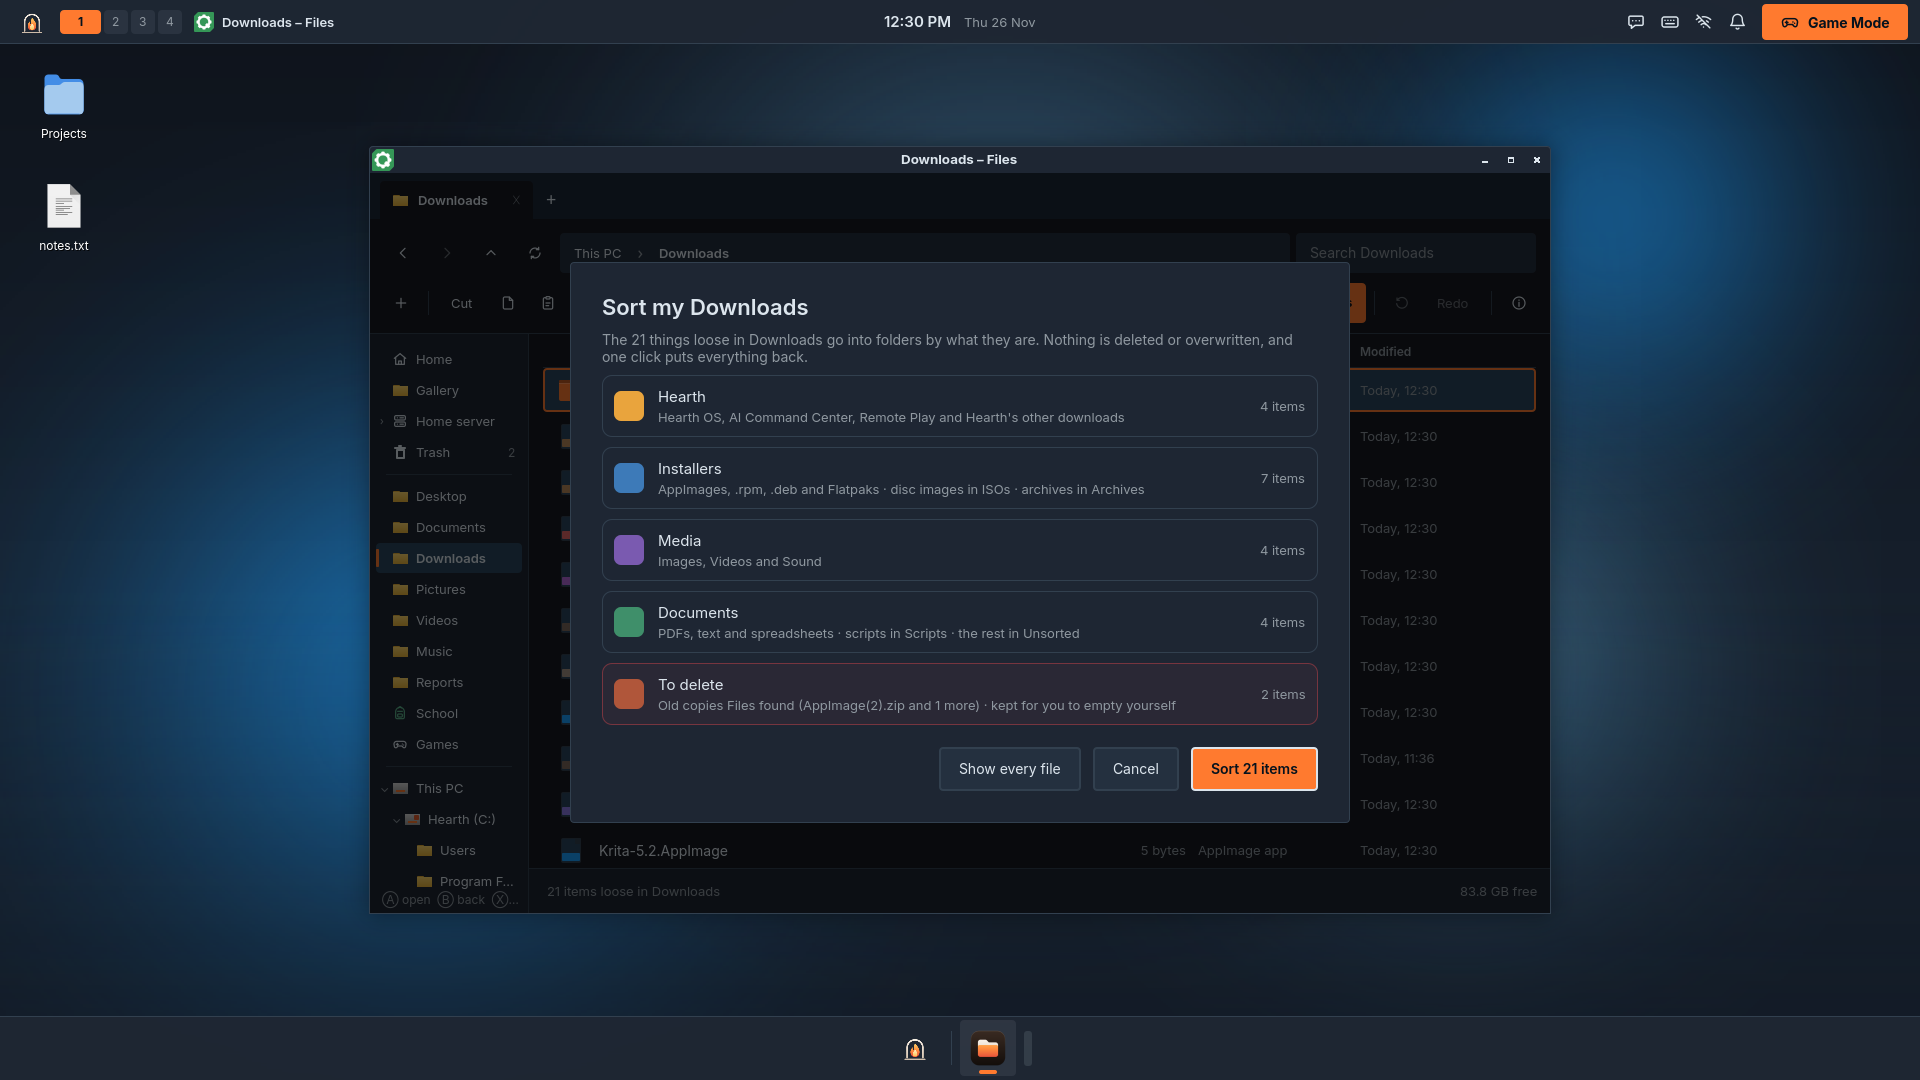 1 2 3 4 Downloads – Files
12:30 PM Thu 26 Nov
Game Mode
Projects
notes.txt
Downloads – Files
Downloads X +
This PC › Downloads
Search Downloads
Cut
Redo
Home
Gallery
Home server
Trash 2
Desktop
Documents
Downloads
Pictures
Videos
Music
Reports
School
Games
This PC
Hearth (C:)
Users
Program F...
A open B back X...
Sort my Downloads
The 21 things loose in Downloads go into folders by what they are. Nothing is deleted or overwritten, and
one click puts everything back.
Hearth
Hearth OS, AI Command Center, Remote Play and Hearth's other downloads
4 items
Installers
AppImages, .rpm, .deb and Flatpaks · disc images in ISOs · archives in Archives
7 items
Media
Images, Videos and Sound
4 items
Documents
PDFs, text and spreadsheets · scripts in Scripts · the rest in Unsorted
4 items
To delete
Old copies Files found (AppImage(2).zip and 1 more) · kept for you to empty yourself
2 items
Show every file
Cancel
Sort 21 items
Modified
Today, 12:30
Today, 12:30
Today, 12:30
Today, 12:30
Today, 12:30
Today, 12:30
Today, 12:30
Today, 12:30
Today, 11:36
Today, 12:30
Krita-5.2.AppImage 5 bytes AppImage app Today, 12:30
21 items loose in Downloads
83.8 GB free